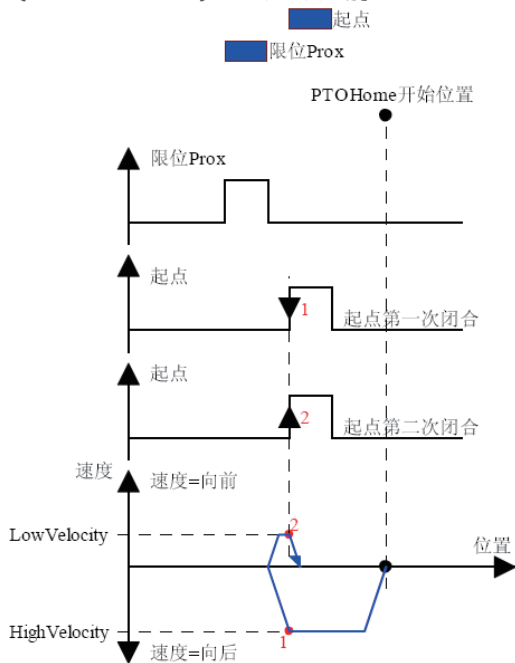 起点
限位Prox
PTOHome开始位置
限位Prox
起点
1
起点第一次闭合
起点
2
起点第二次闭合
速度
速度=向前
LowVelocity
2
位置
HighVelocity
1
速度=向后